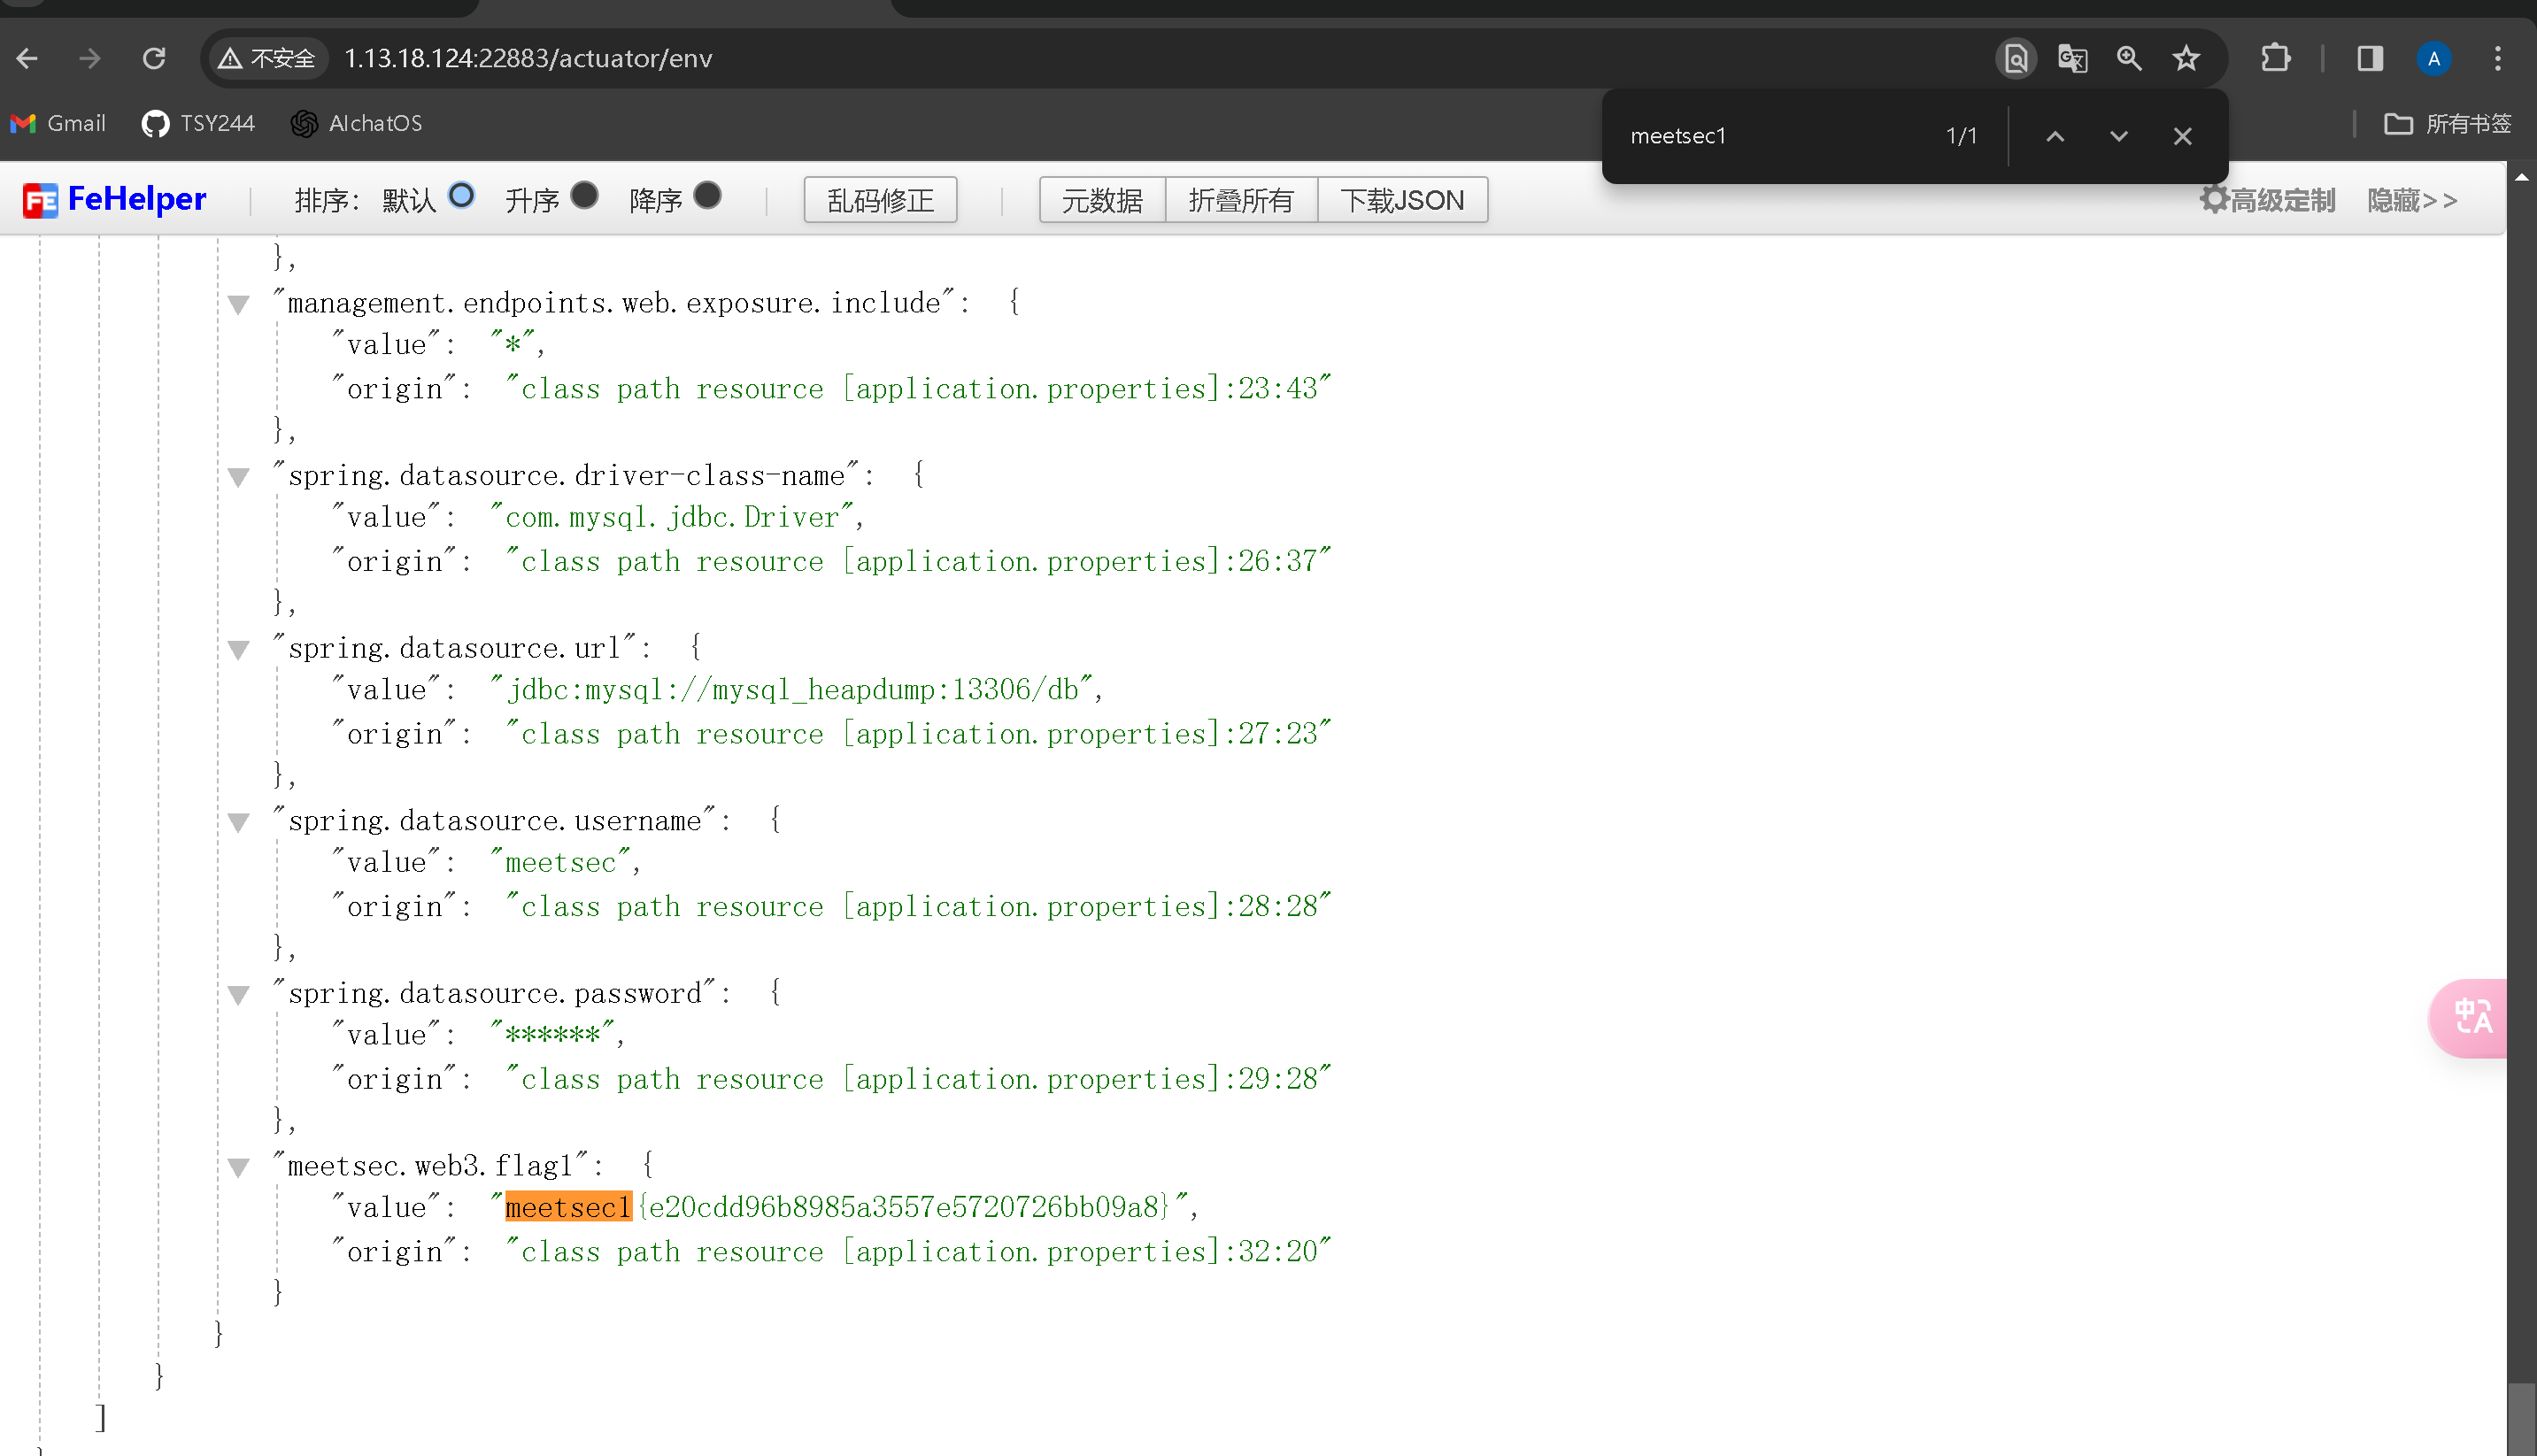 不安全 1.13.18.124:22883/actuator/env
Gmail TSY244 AIchatOS 所有书签
meetsec1 1/1
FeHelper 排序： 默认 升序 降序 乱码修正 元数据 折叠所有 下载JSON 高级定制 隐藏>>
},
"management.endpoints.web.exposure.include": {
"value": "*",
"origin": "class path resource [application.properties]:23:43"
},
"spring.datasource.driver-class-name": {
"value": "com.mysql.jdbc.Driver",
"origin": "class path resource [application.properties]:26:37"
},
"spring.datasource.url": {
"value": "jdbc:mysql://mysql_heapdump:13306/db",
"origin": "class path resource [application.properties]:27:23"
},
"spring.datasource.username": {
"value": "meetsec",
"origin": "class path resource [application.properties]:28:28"
},
"spring.datasource.password": {
"value": "******",
"origin": "class path resource [application.properties]:29:28"
},
"meetsec.web3.flag1": {
"value": "meetsec1{e20cdd96b8985a3557e5720726bb09a8}",
"origin": "class path resource [application.properties]:32:20"
}
}
}
]